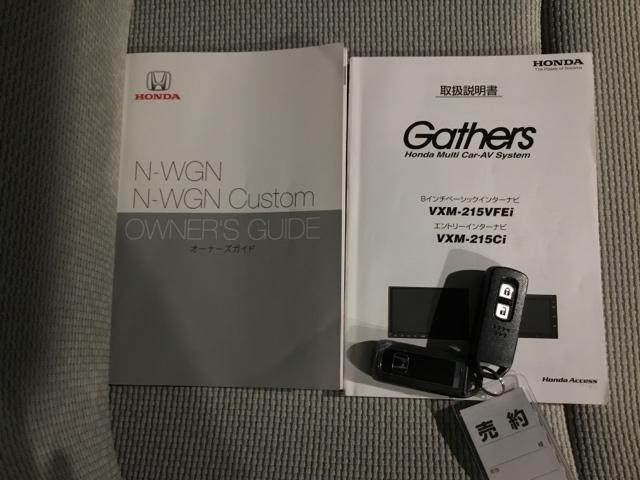 HONDA
N-WGN
N-WGN Custom
OWNER'S GUIDE
オーナーズガイド
HONDA
The Power of Dreams
取扱説明書
Gathers
Honda Multi Car-AV System
8インチベーシックインターナビ
VXM-215VFEi
エントリーインターナビ
VXM-215Ci
Honda Access
売約
様